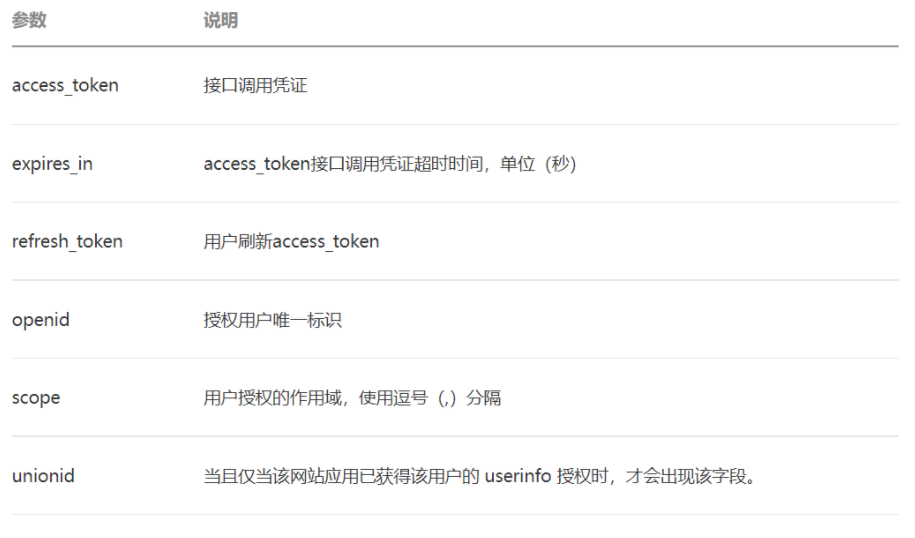 参数 说明
access_token 接口调用凭证
expires_in access_token接口调用凭证超时时间，单位（秒）
refresh_token 用户刷新access_token
openid 授权用户唯一标识
scope 用户授权的作用域，使用逗号（,）分隔
unionid 当且仅当该网站应用已获得该用户的 userinfo 授权时，才会出现该字段。